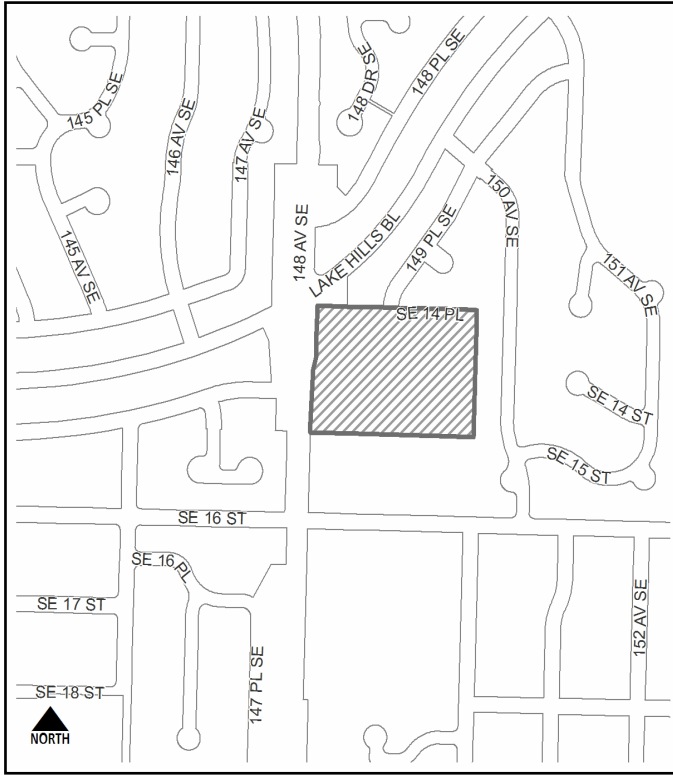 145 PL SE
146 AV SE
147 AV SE
148 DR SE
148 PL SE
145 AV SE
148 AV SE
LAKE HILLS BL
149 PL SE
150 AV SE
151 AV SE
SE 14 PL
SE 14 ST
SE 15 ST
SE 16 ST
SE 16 PL
SE 17 ST
152 AV SE
147 PL SE
SE 18 ST
NORTH